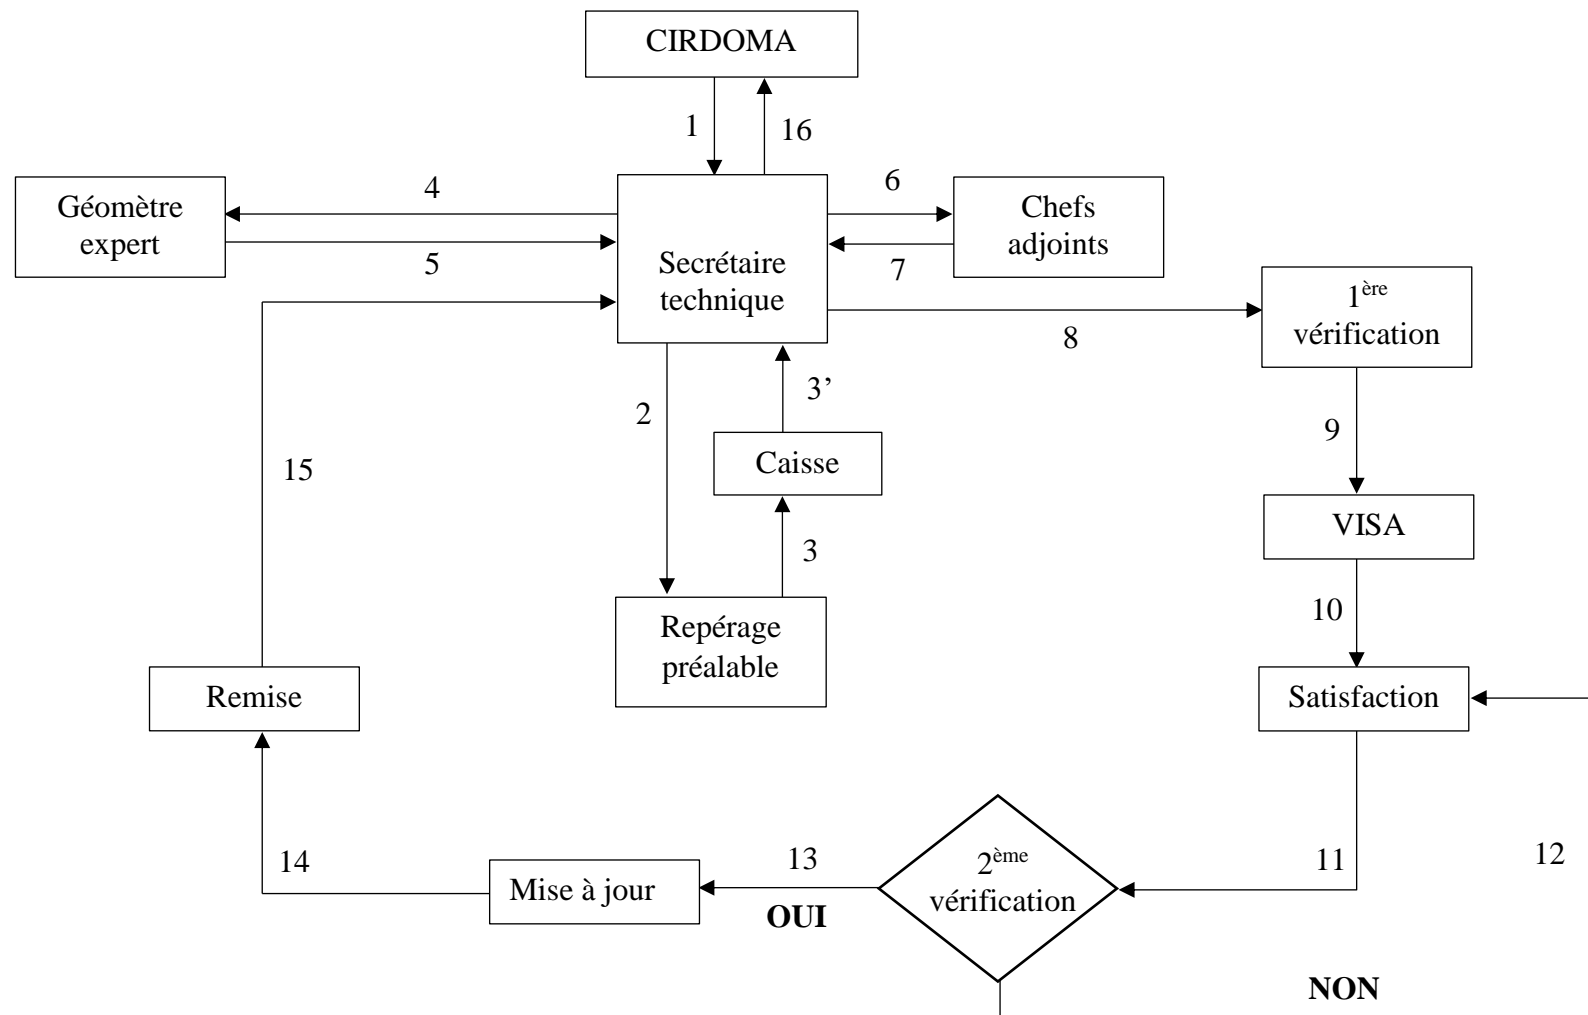 CIRDOMA
1
16
Géomètre
expert
4
5
Secrétaire
technique
6
7
Chefs
adjoints
8
1ère
vérification
2
3’
9
Caisse
15
3
VISA
10
Repérage
préalable
Remise
Satisfaction
14
Mise à jour
13
OUI
2ème
vérification
11
12
NON